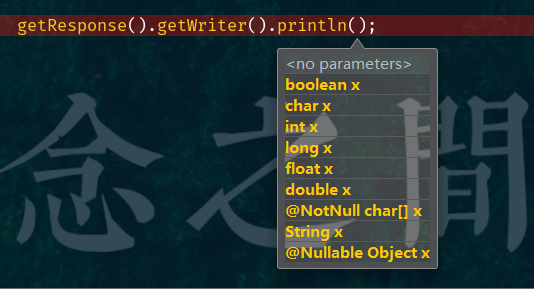 getResponse().getWriter().println();
<no parameters>
boolean x
char x
int x
long x
float x
double x
@NotNull char[] x
String x
@Nullable Object x
念之間